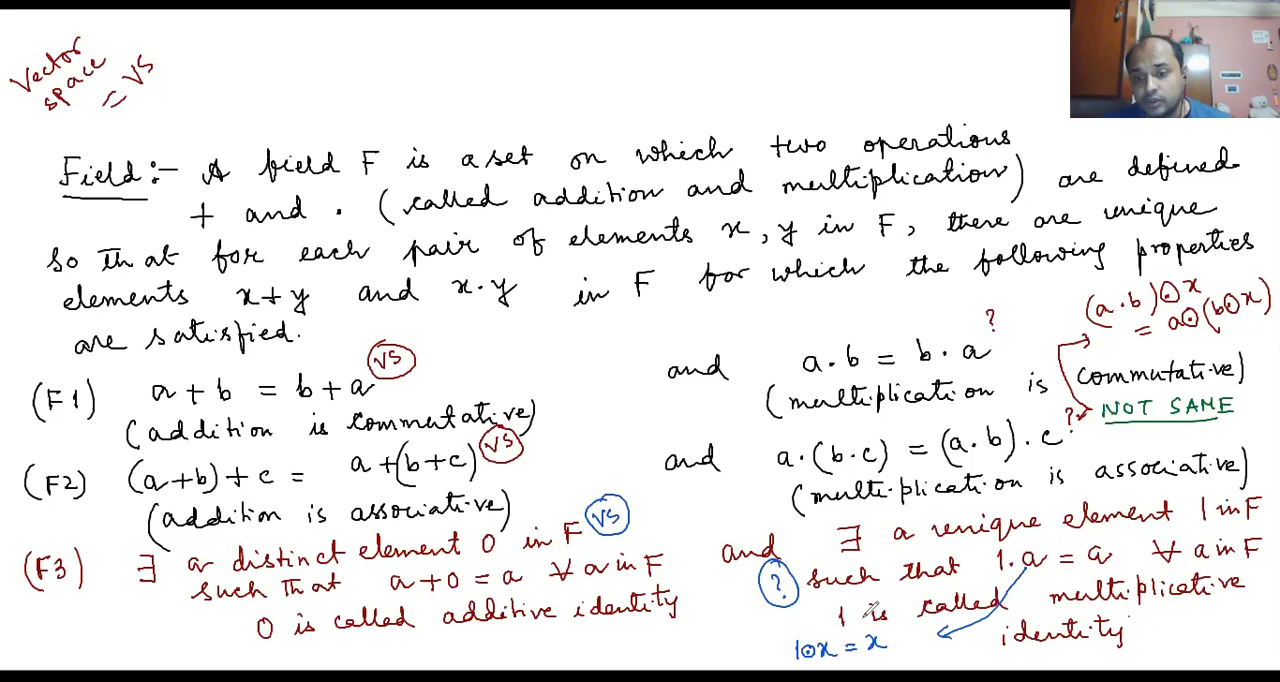 Vector
space
= VS
Field :- A field F is a set on which two operations
+ and . (called addition and multiplication) are defined
so that for each pair of elements x, y in F, there are unique
elements x+y and x.y in F for which the following properties
are satisfied.
(a.b)⊙x
= a⊙(b⊙x)
(F1) a + b = b + a VS and a.b = b.a ?
(addition is commutative) (multiplication is commutative)
NOT SAME
(F2) (a+b)+c = a+(b+c) VS and a.(b.c) = (a.b).c ?
(addition is associative) (multiplication is associative)
(F3) ∃ a distinct element 0 in F VS and ∃ a unique element 1 in F
such that a+0 = a ∀ a in F ? such that 1.a = a ∀ a in F
0 is called additive identity 1 is called multiplicative
identity
1⊙x = x